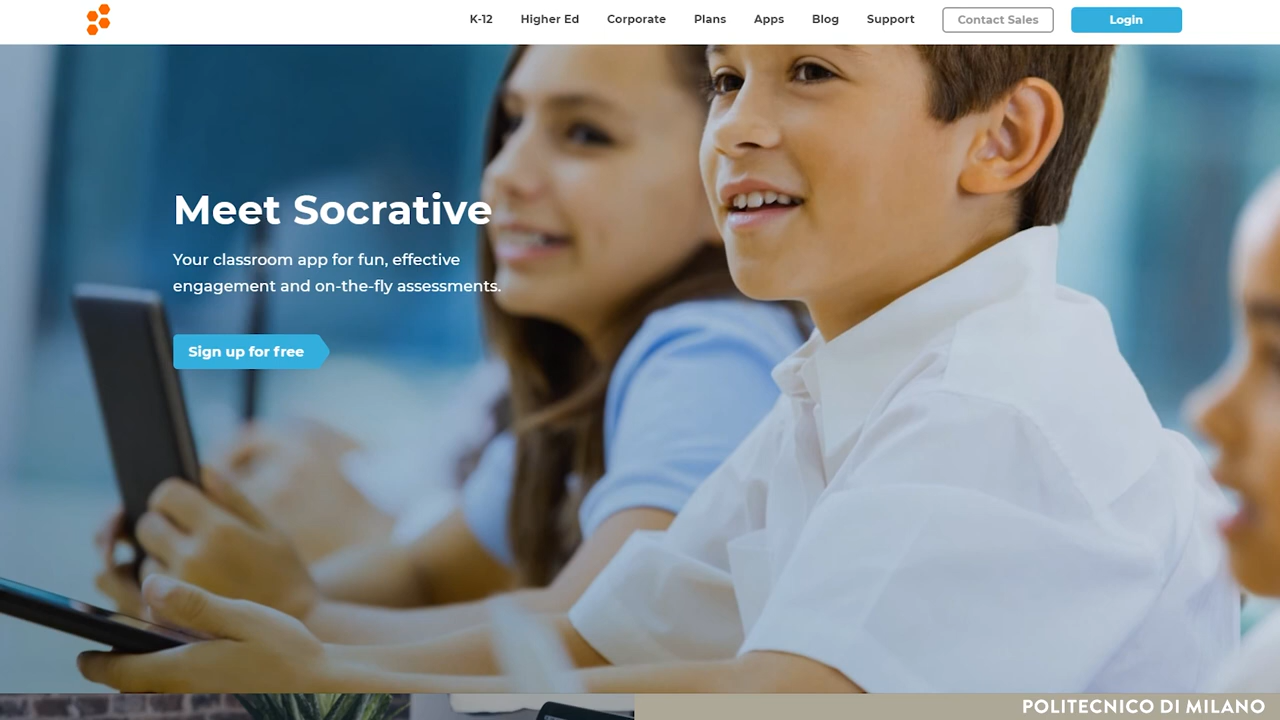 K-12 Higher Ed Corporate Plans Apps Blog Support Contact Sales Login
Meet Socrative
Your classroom app for fun, effective
engagement and on-the-fly assessments.
Sign up for free
POLITECNICO DI MILANO